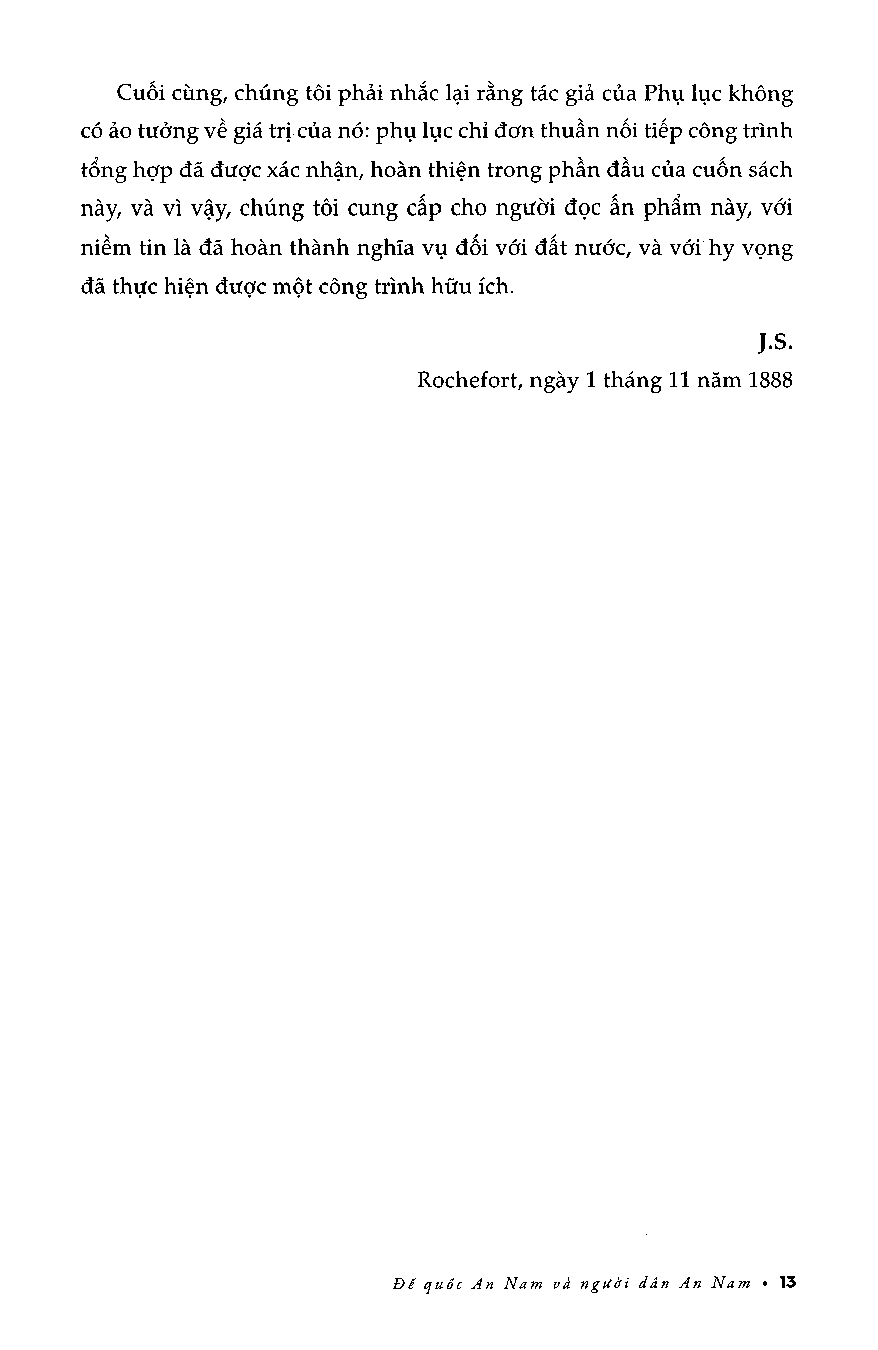 Cuối cùng, chúng tôi phải nhắc lại rằng tác giả của Phụ lục không
có ảo tưởng về giá trị của nó: phụ lục chỉ đơn thuần nối tiếp công trình
tổng hợp đã được xác nhận, hoàn thiện trong phần đầu của cuốn sách
này, và vì vậy, chúng tôi cung cấp cho người đọc ấn phẩm này, với
niềm tin là đã hoàn thành nghĩa vụ đối với đất nước, và với hy vọng
đã thực hiện được một công trình hữu ích.
J.S.
Rochefort, ngày 1 tháng 11 năm 1888
Đế quốc An Nam và người dân An Nam • 13